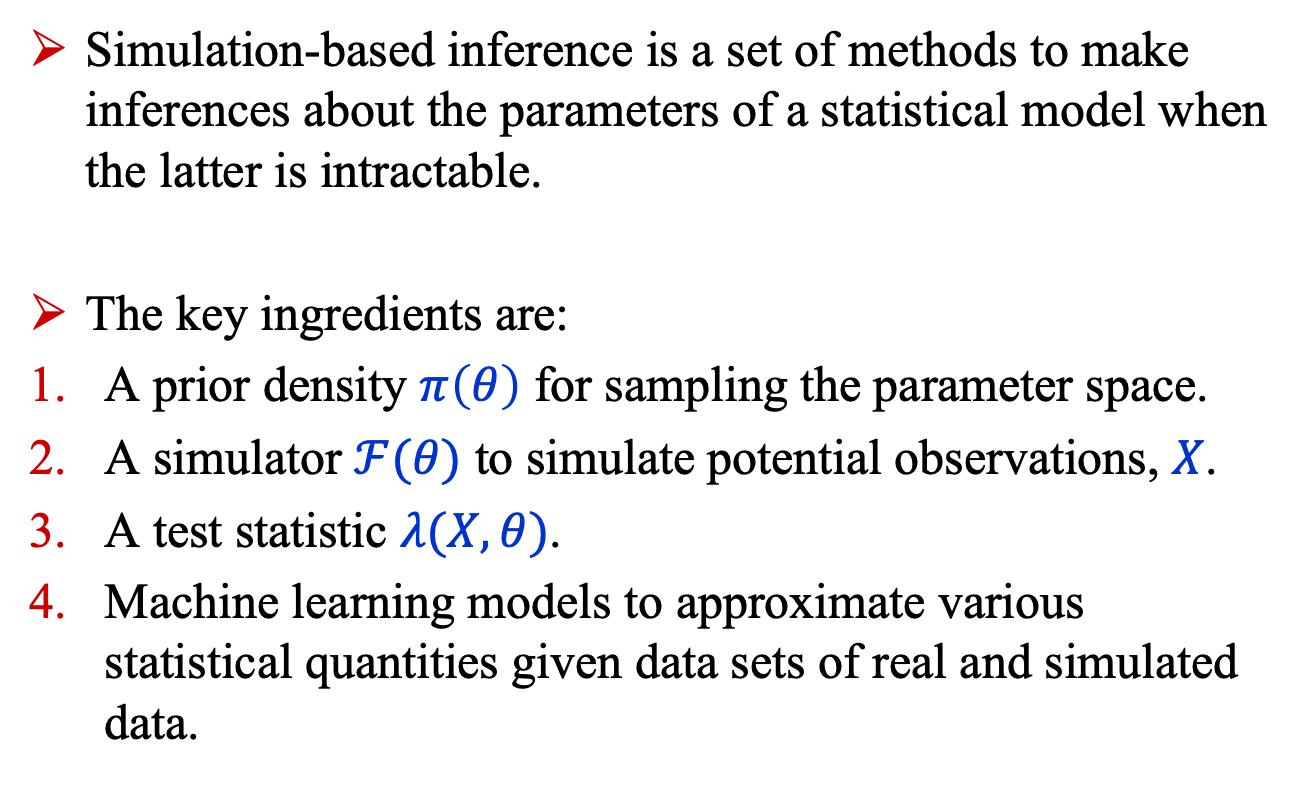 ➢ Simulation-based inference is a set of methods to make
inferences about the parameters of a statistical model when
the latter is intractable.
➢ The key ingredients are:
1. A prior density π(θ) for sampling the parameter space.
2. A simulator ℱ(θ) to simulate potential observations, X.
3. A test statistic λ(X, θ).
4. Machine learning models to approximate various
statistical quantities given data sets of real and simulated
data.